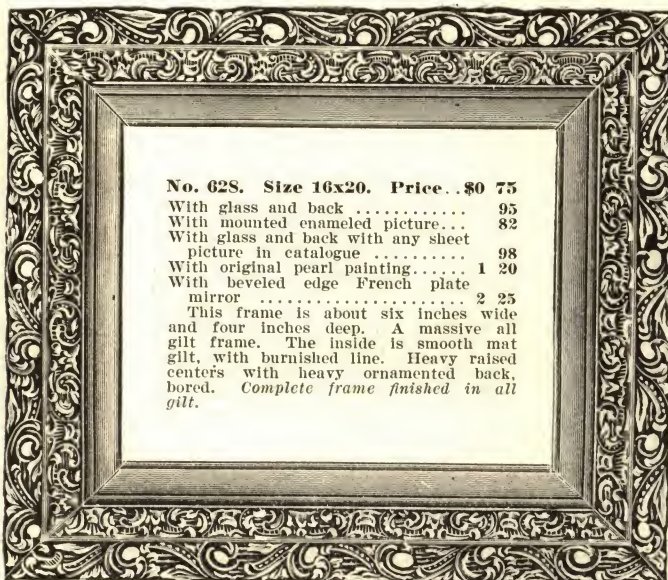 No. 62S. Size 16x20. Price..$0 75
With glass and back ............ 95
With mounted enameled picture... 82
With glass and back with any sheet
picture in catalogue .......... 98
With original pearl painting...... 1 20
With beveled edge French plate
mirror ...................... 2 25
This frame is about six inches wide
and four inches deep. A massive all
gilt frame. The inside is smooth mat
gilt, with burnished line. Heavy raised
centers with heavy ornamented back,
bored. Complete frame finished in all
gilt.